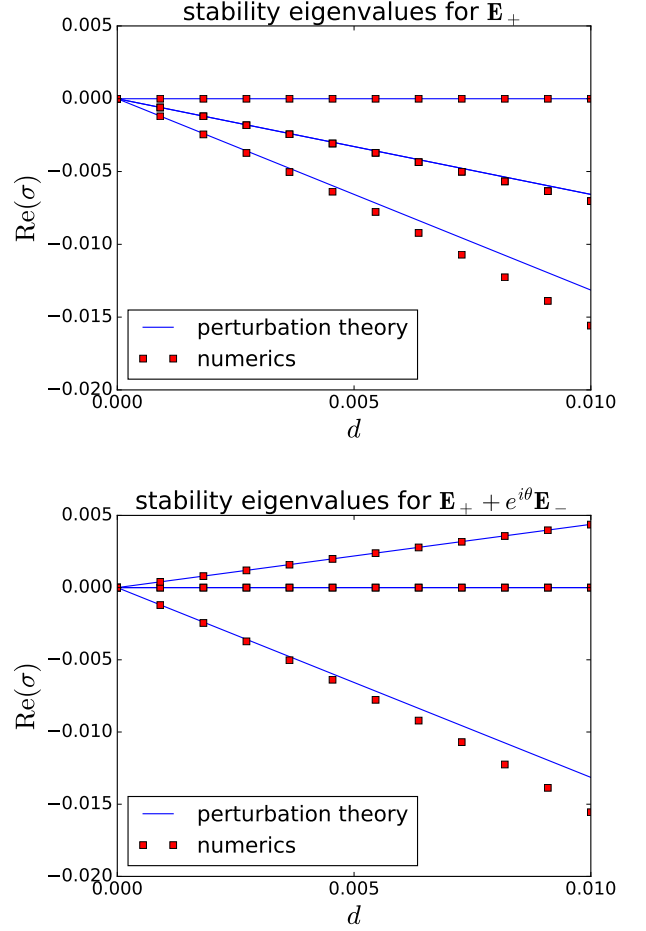 stability eigenvalues for E₊
0.005
0.000
−0.005
−0.010
−0.015
−0.020
Re(σ)
perturbation theory
numerics
0.000 0.005 0.010
d
stability eigenvalues for E₊ + e^{iθ}E₋
0.005
0.000
−0.005
−0.010
−0.015
−0.020
Re(σ)
perturbation theory
numerics
0.000 0.005 0.010
d